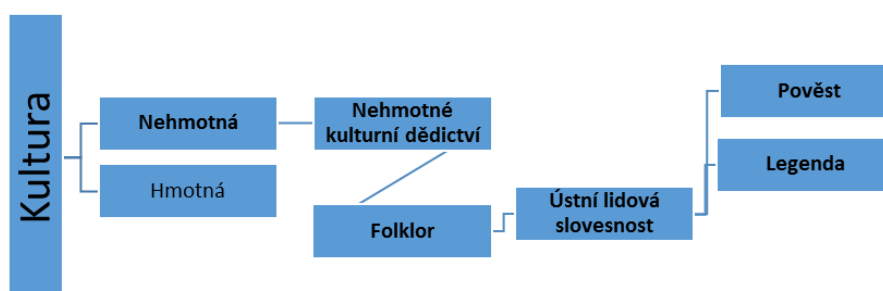 Kultura
Nehmotná
Hmotná
Nehmotné
kulturní dědictví
Folklor
Ústní lidová
slovesnost
Pověst
Legenda